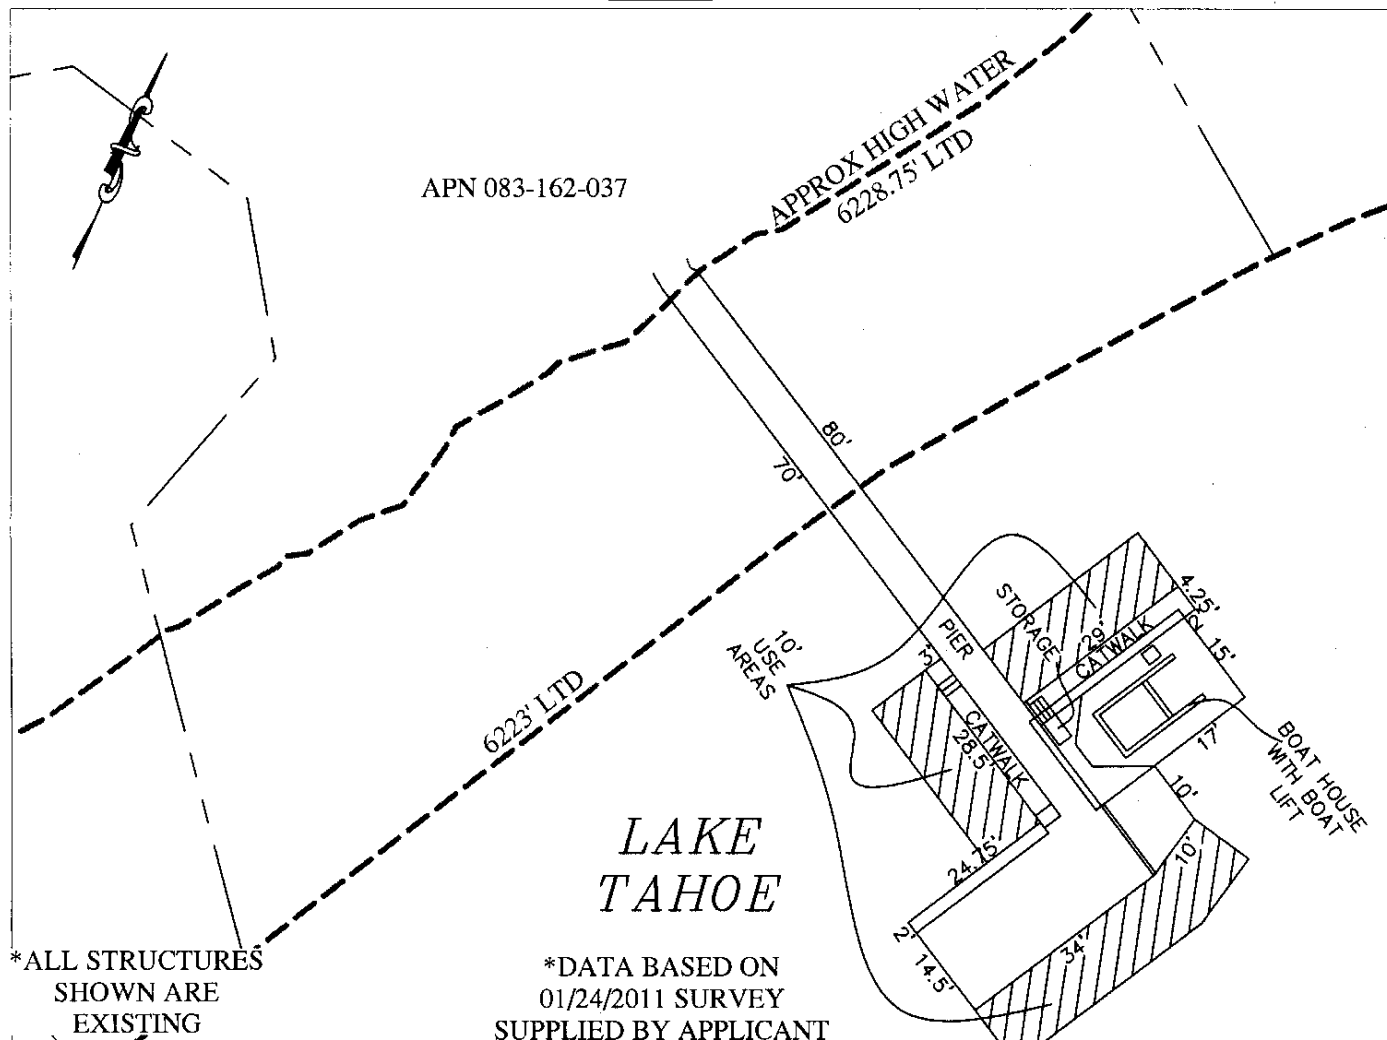 APPROX HIGH WATER
6228.75' LTD
APN 083-162-037
80'
70'
STORAGE
4.25'
2'
29'
CATWALK
15'
PIER
10'
USE
AREAS
3'
6223' LTD
CATWALK
28.5'
17'
BOAT HOUSE
WITH BOAT
LIFT
10'
LAKE
TAHOE
24.75'
10'
2'
34'
14.5'
*ALL STRUCTURES
SHOWN ARE
EXISTING
*DATA BASED ON
01/24/2011 SURVEY
SUPPLIED BY APPLICANT